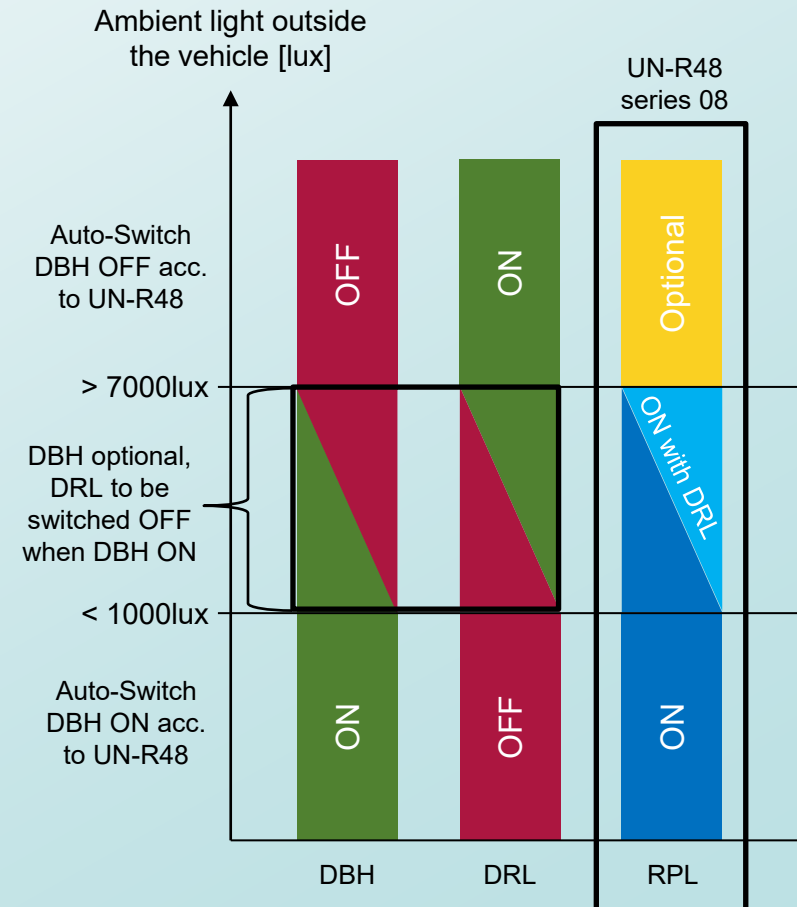 Ambient light outside
the vehicle [lux]
UN-R48
series 08
Auto-Switch
DBH OFF acc.
to UN-R48
OFF
ON
Optional
> 7000lux
DBH optional,
DRL to be
switched OFF
when DBH ON
ON with DRL
< 1000lux
Auto-Switch
DBH ON acc.
to UN-R48
ON
OFF
ON
DBH
DRL
RPL